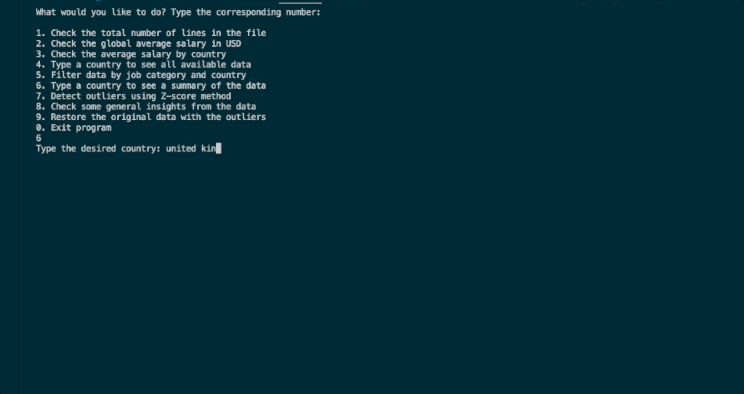 What would you like to do? Type the corresponding number:
1. Check the total number of lines in the file
2. Check the global average salary in USD
3. Check the average salary by country
4. Type a country to see all available data
5. Filter data by job category and country
6. Type a country to see a summary of the data
7. Detect outliers using Z-score method
8. Check some general insights from the data
9. Restore the original data with the outliers
0. Exit program
6
Type the desired country: united kin